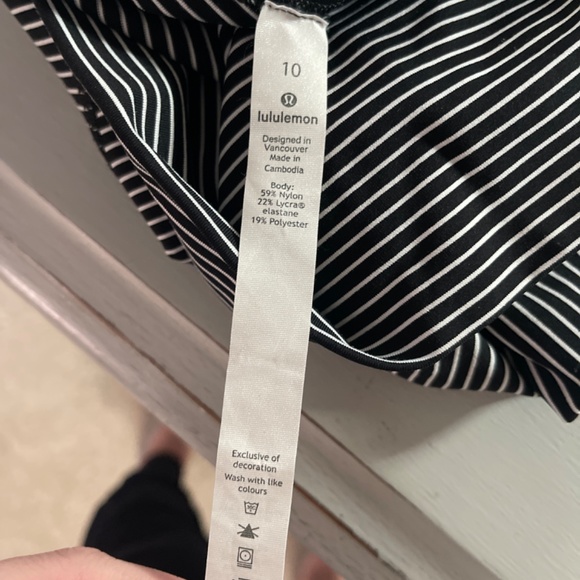 10
lululemon
Designed in
Vancouver
Made in
Cambodia
Body:
59% Nylon
22% Lycra®
elastane
19% Polyester
Exclusive of
decoration
Wash with like
colours